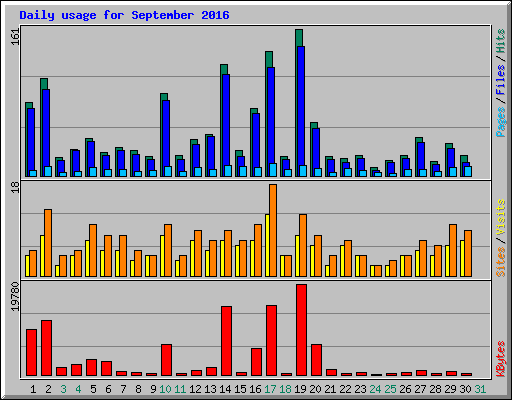 Daily usage for September 2016
161
Pages / Files / Hits
18
Sites / Visits
19780
KBytes
1 2 3 4 5 6 7 8 9 10 11 12 13 14 15 16 17 18 19 20 21 22 23 24 25 26 27 28 29 30 31